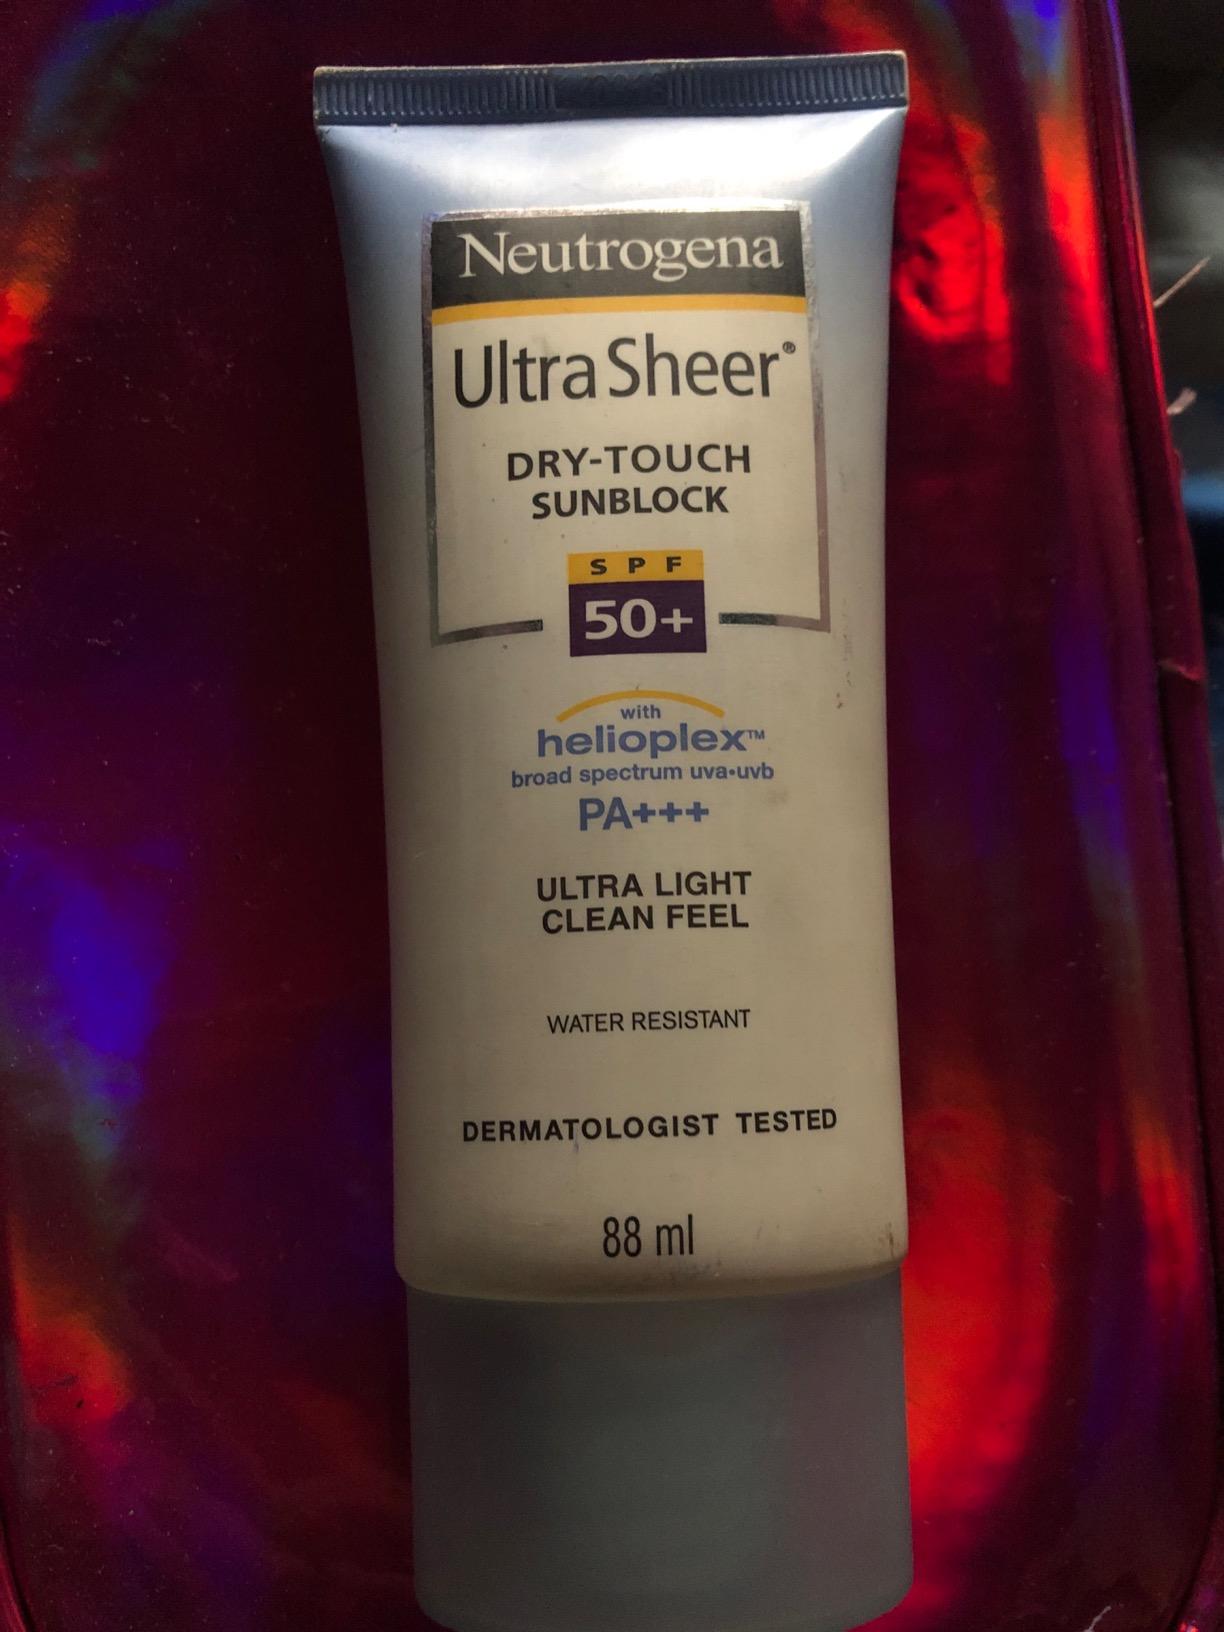 Neutrogena
Ultra Sheer®
DRY-TOUCH
SUNBLOCK
SPF
50+
with
helioplex™
broad spectrum uva•uvb
PA+++
ULTRA LIGHT
CLEAN FEEL
WATER RESISTANT
DERMATOLOGIST TESTED
88 ml